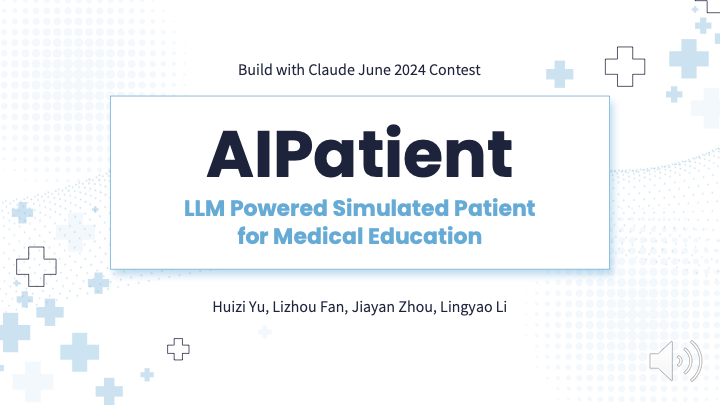 Build with Claude June 2024 Contest
AIPatient
LLM Powered Simulated Patient
for Medical Education
Huizi Yu, Lizhou Fan, Jiayan Zhou, Lingyao Li